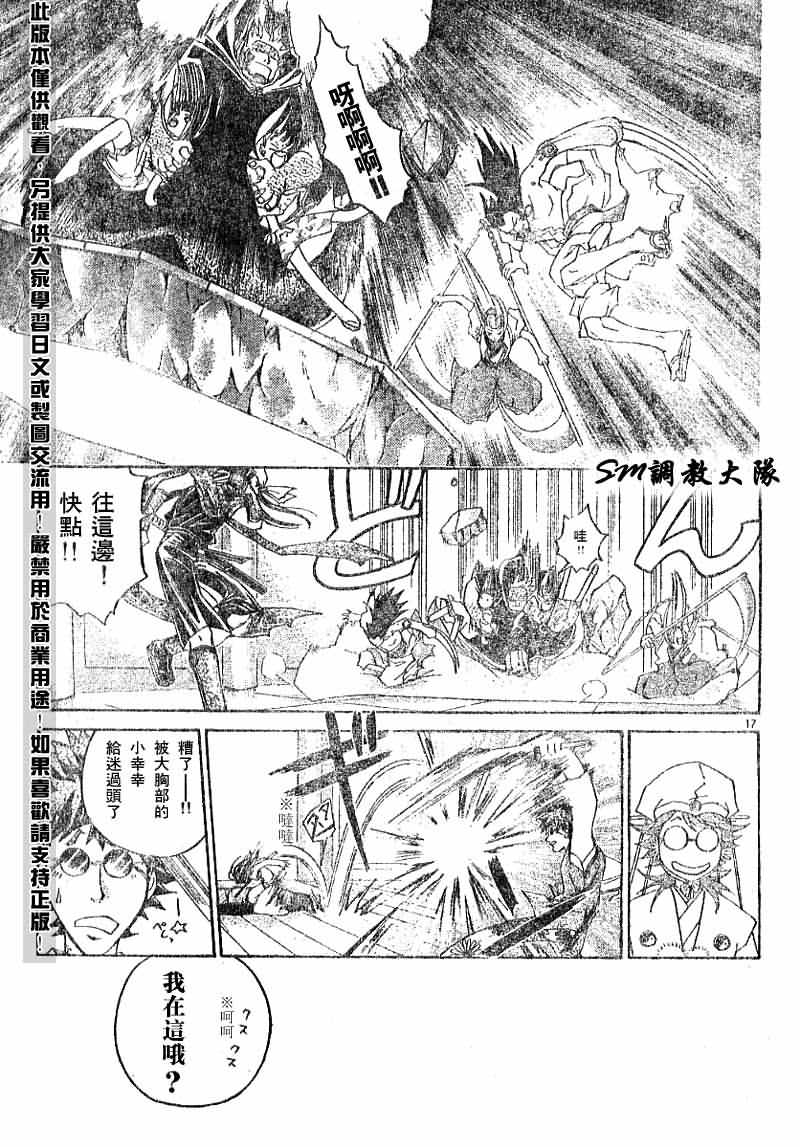 此版本僅供觀看，另提供大家學習日文或製圖交流用！嚴禁用於商業用途！如果喜歡請支持正版！
呀啊啊啊!!
SM調教大隊
哇!!
往這邊！
快點!!
17
糟了──!!
被大胸部的
小幸幸
給迷過頭了
※噠噠
※呵呵
クスクス
我在這哦？